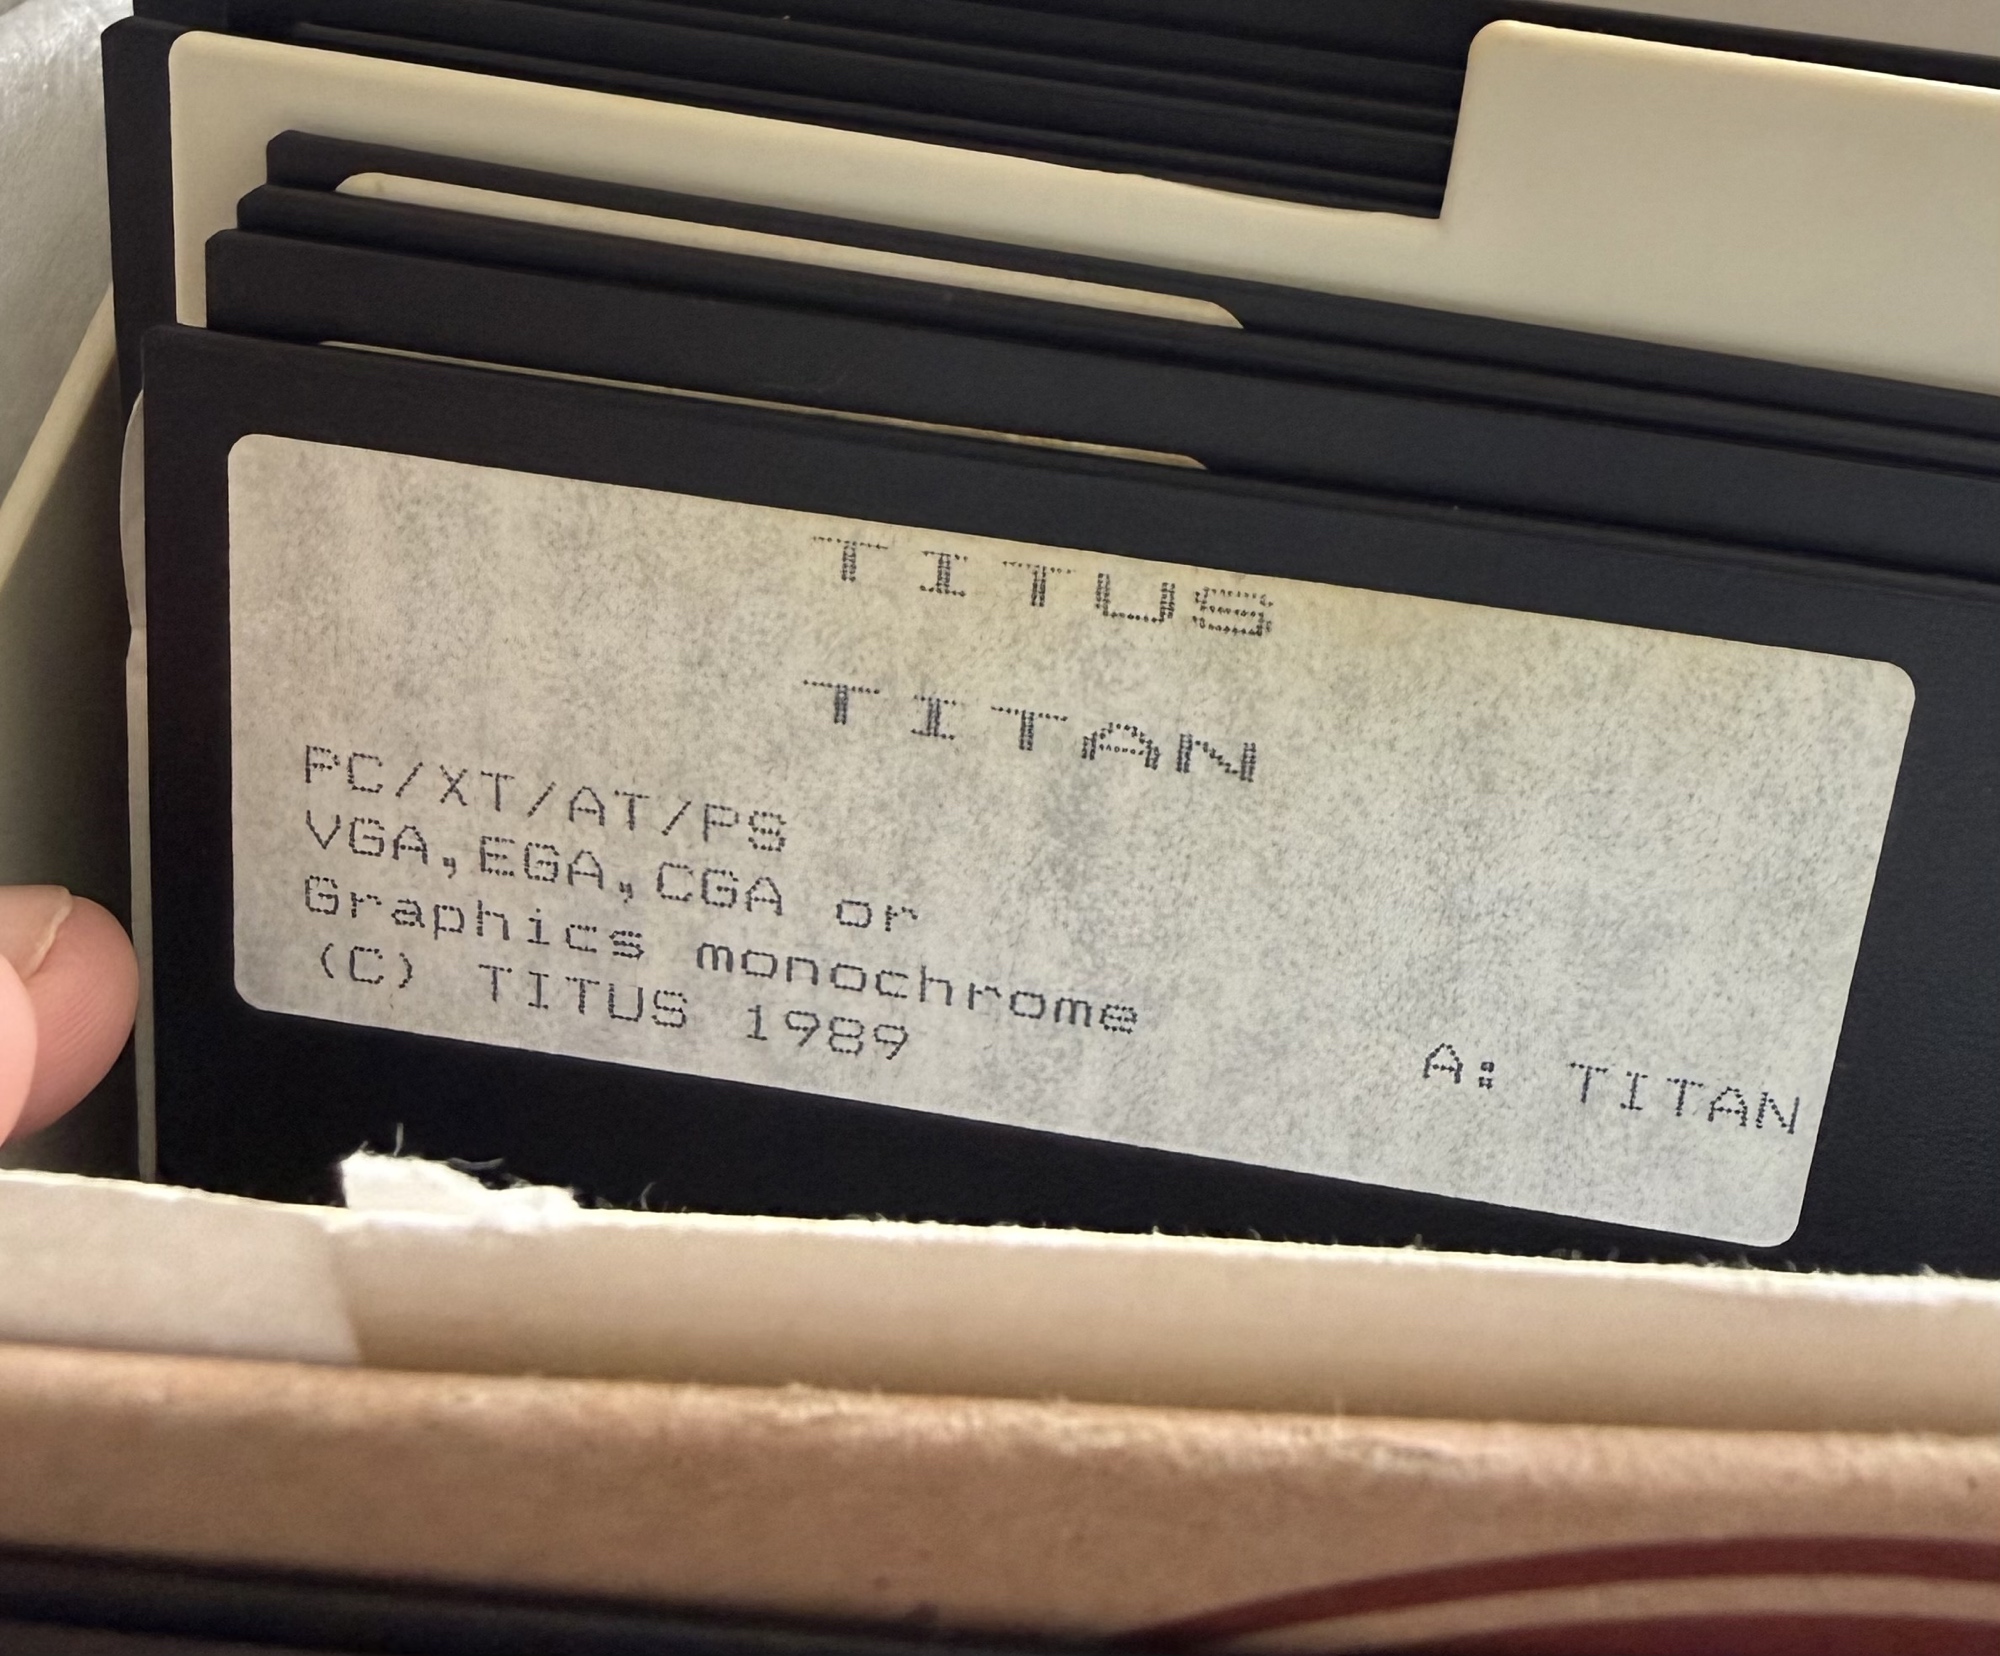 TITUS
TITAN
PC/XT/AT/PS
VGA,EGA,CGA or
Graphics monochrome
(C) TITUS 1989
A: TITAN